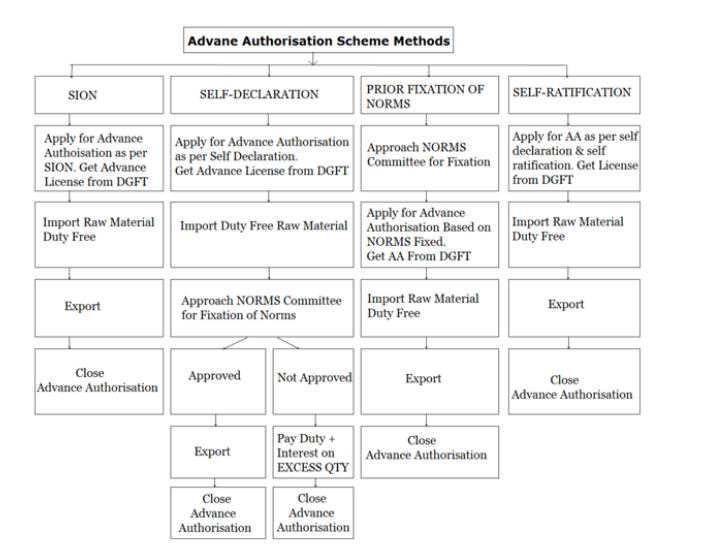 Advane Authorisation Scheme Methods
SION
SELF-DECLARATION
PRIOR FIXATION OF
NORMS
SELF-RATIFICATION
Apply for Advance
Authoisation as per
SION. Get Advance
License from DGFT
Apply for Advance Authorisation
as per Self Declaration.
Get Advance License from DGFT
Approach NORMS
Committee for Fixation
Apply for AA as per self
declaration & self
ratification. Get License
from DGFT
Import Raw Material
Duty Free
Import Duty Free Raw Material
Apply for Advance
Authorisation Based on
NORMS Fixed.
Get AA From DGFT
Import Raw Material
Duty Free
Export
Approach NORMS Committee
for Fixation of Norms
Import Raw Material
Duty Free
Export
Close
Advance Authorisation
Approved
Not Approved
Export
Close
Advance Authorisation
Export
Pay Duty +
Interest on
EXCESS QTY
Close
Advance Authorisation
Close
Advance
Authorisation
Close
Advance
Authorisation